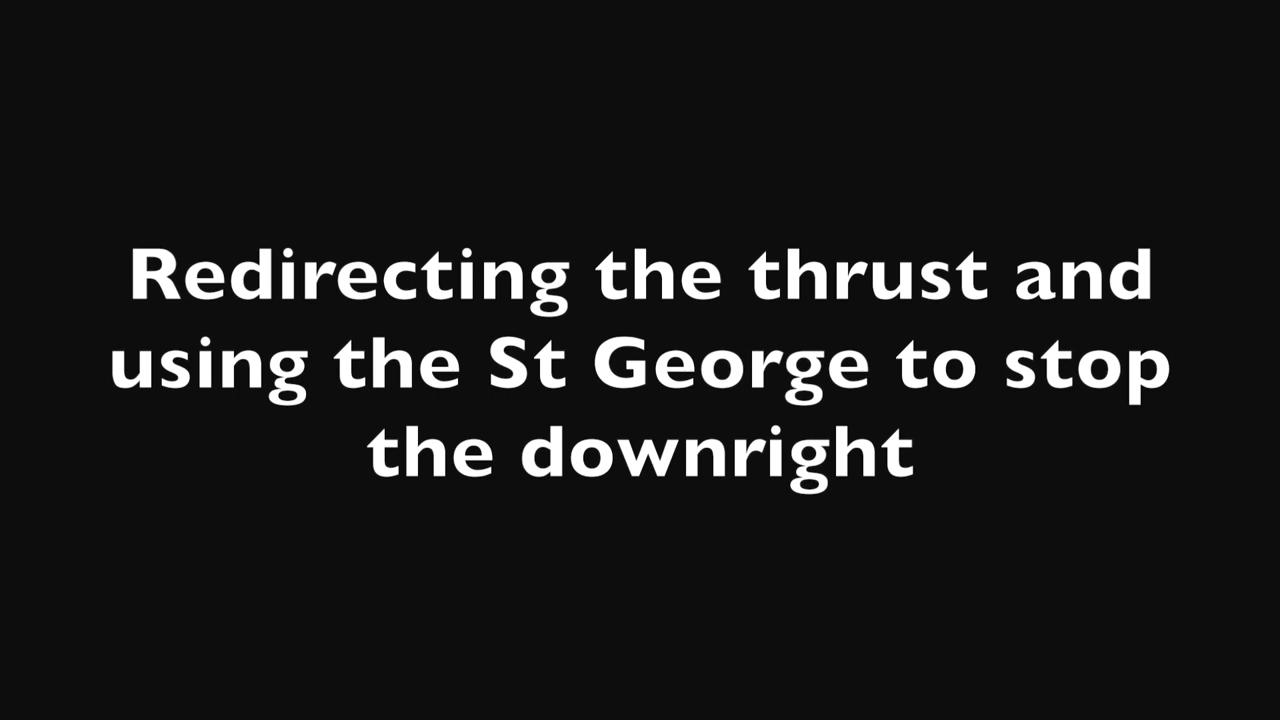 Redirecting the thrust and
using the St George to stop
the downright